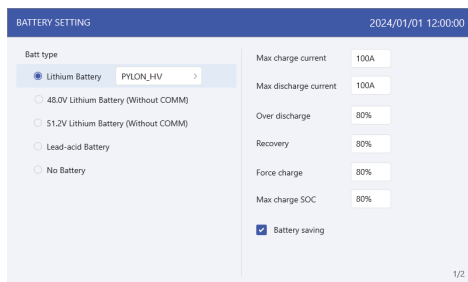 BATTERY SETTING
2024/01/01 12:00:00
Batt type
Lithium Battery PYLON_HV >
48.0V Lithium Battery (Without COMM)
51.2V Lithium Battery (Without COMM)
Lead-acid Battery
No Battery
Max charge current 100A
Max discharge current 100A
Over discharge 80%
Recovery 80%
Force charge 80%
Max charge SOC 80%
Battery saving
1/2